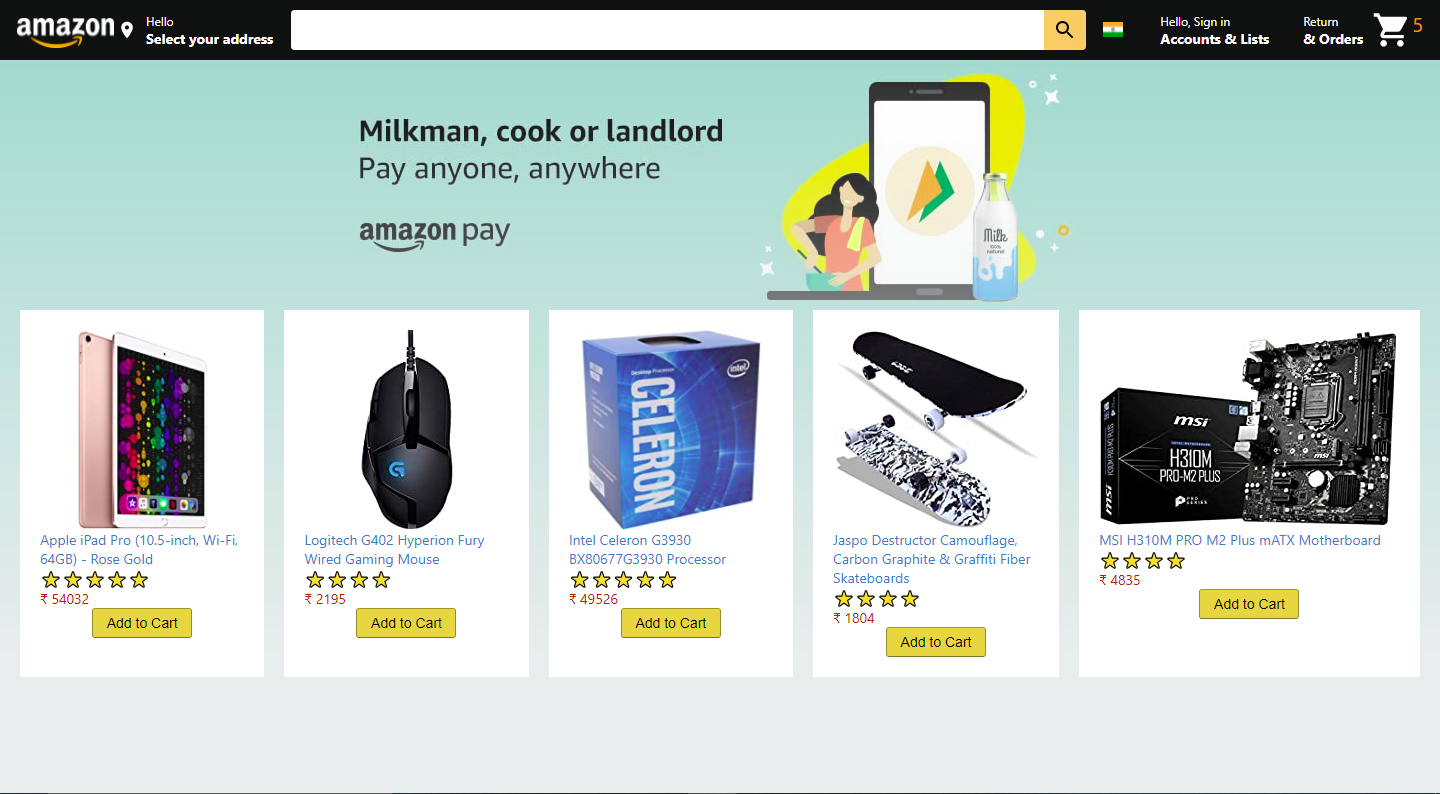 amazon
Hello
Select your address
Hello, Sign in
Accounts & Lists
Return
& Orders
5
Milkman, cook or landlord
Pay anyone, anywhere
amazon pay
Milk
100%
natural
Desktop Processor
intel
CELERON
msi
H310M
PRO-M2 PLUS
PRO
SERIES
msi
msi
Apple iPad Pro (10.5-inch, Wi-Fi,
64GB) - Rose Gold
₹ 54032
Add to Cart
Logitech G402 Hyperion Fury
Wired Gaming Mouse
₹ 2195
Add to Cart
Intel Celeron G3930
BX80677G3930 Processor
₹ 49526
Add to Cart
Jaspo Destructor Camouflage,
Carbon Graphite & Graffiti Fiber
Skateboards
₹ 1804
Add to Cart
MSI H310M PRO M2 Plus mATX Motherboard
₹ 4835
Add to Cart